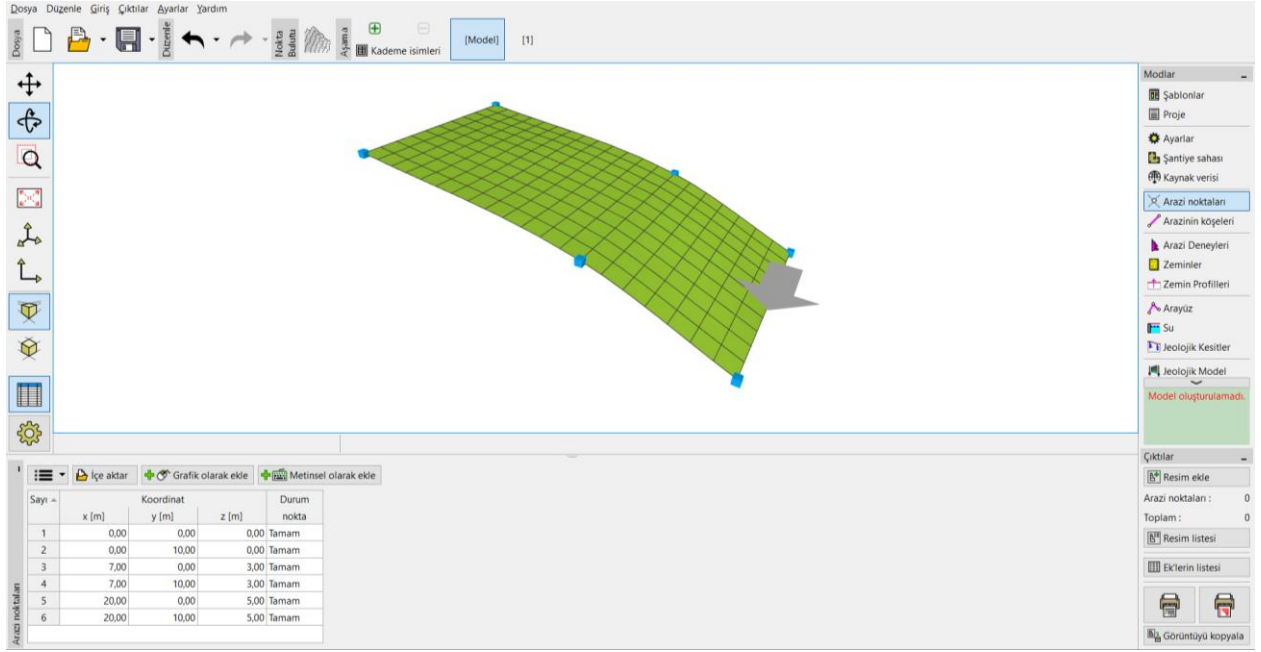 Dosya Düzenle Giriş Çıktılar Ayarlar Yardım
Dosya
Düzenle
Nokta Bulutu
Aşama
Kademe isimleri
[Model]
[1]
Modlar
Şablonlar
Proje
Ayarlar
Şantiye sahası
Kaynak verisi
Arazi noktaları
Arazinin köşeleri
Arazi Deneyleri
Zeminler
Zemin Profilleri
Arayüz
Su
Jeolojik Kesitler
Jeolojik Model
Model oluşturulamadı.
İçe aktar
Grafik olarak ekle
Metinsel olarak ekle
Sayı Koordinat Durum
x [m] y [m] z [m] nokta
1 0,00 0,00 0,00 Tamam
2 0,00 10,00 0,00 Tamam
3 7,00 0,00 3,00 Tamam
4 7,00 10,00 3,00 Tamam
5 20,00 0,00 5,00 Tamam
6 20,00 10,00 5,00 Tamam
Arazi noktaları
Çıktılar
Resim ekle
Arazi noktaları : 0
Toplam : 0
Resim listesi
Ek'lerin listesi
Görüntüyü kopyala